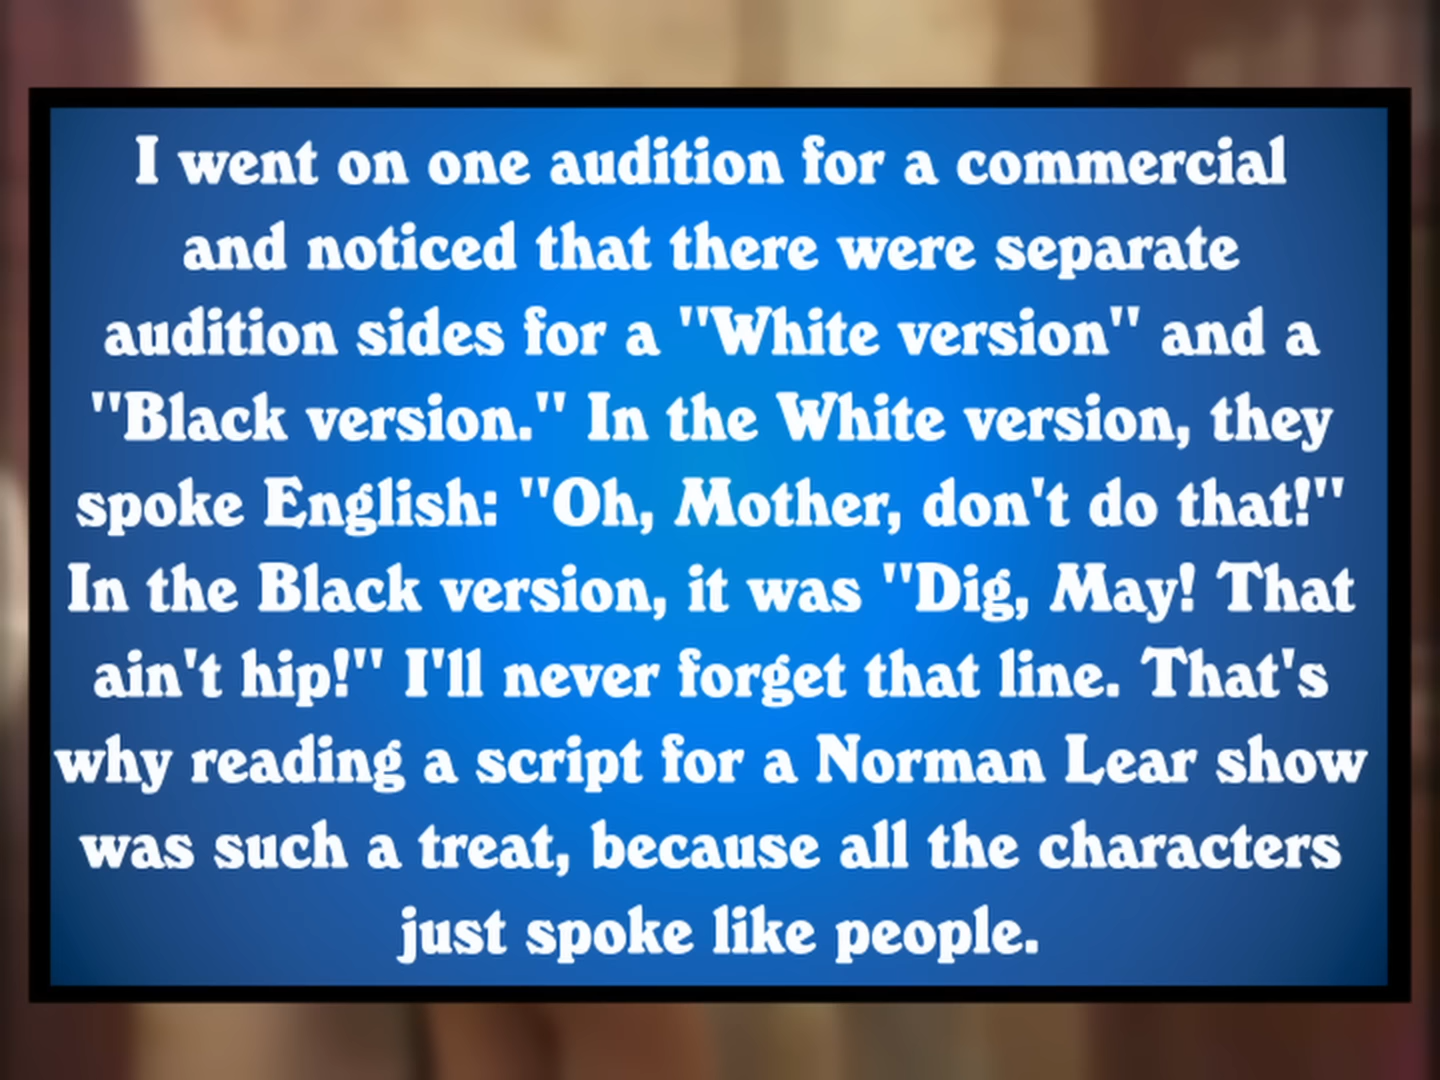 I went on one audition for a commercial
and noticed that there were separate
audition sides for a "White version" and a
"Black version." In the White version, they
spoke English: "Oh, Mother, don't do that!"
In the Black version, it was "Dig, May! That
ain't hip!" I'll never forget that line. That's
why reading a script for a Norman Lear show
was such a treat, because all the characters
just spoke like people.